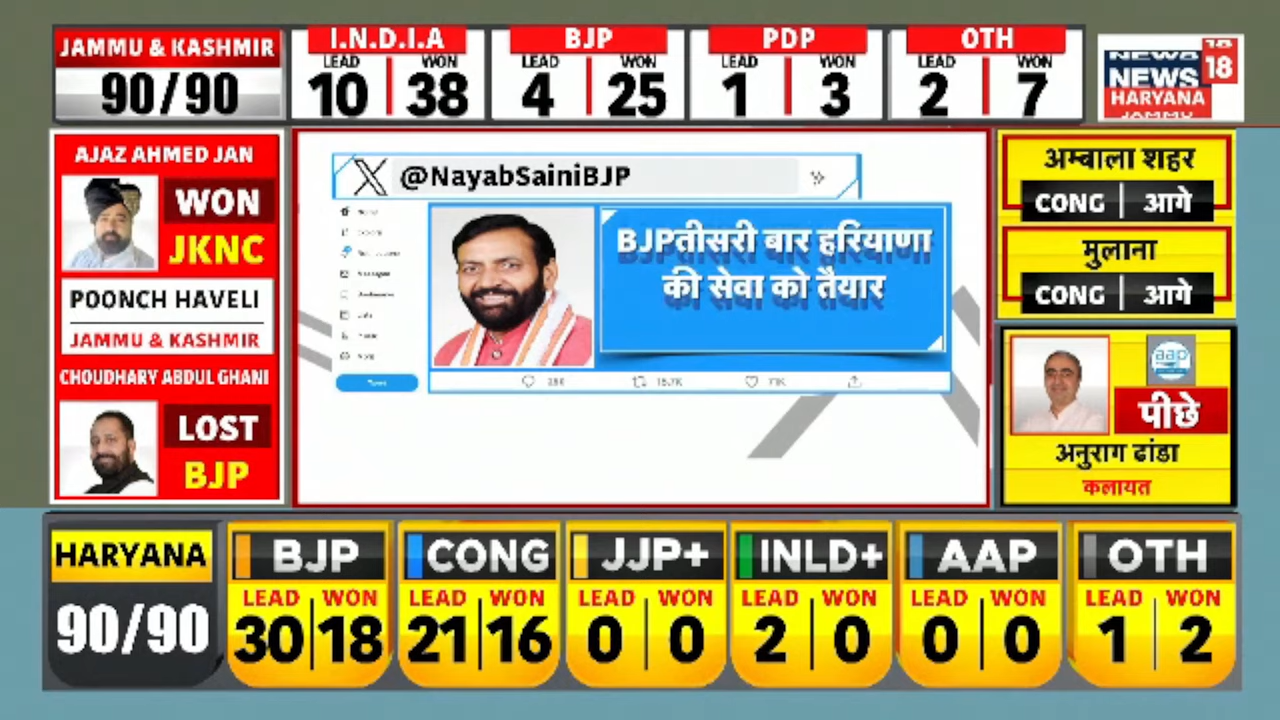 JAMMU & KASHMIR
90/90
I.N.D.I.A
LEAD WON
10 38
BJP
LEAD WON
4 25
PDP
LEAD WON
1 3
OTH
LEAD WON
2 7
NEWS
18
HARYANA
AJAZ AHMED JAN
WON
JKNC
POONCH HAVELI
JAMMU & KASHMIR
CHOUDHARY ABDUL GHANI
LOST
BJP
@NayabSainiBJP
BJPतीसरी बार हरियाणा
की सेवा को तैयार
अम्बाला शहर
CONG आगे
मुलाना
CONG आगे
aap
पीछे
अनुराग ढांडा
कलायत
HARYANA
90/90
BJP
LEAD WON
30 18
CONG
LEAD WON
21 16
JJP+
LEAD WON
0 0
INLD+
LEAD WON
2 0
AAP
LEAD WON
0 0
OTH
LEAD WON
1 2